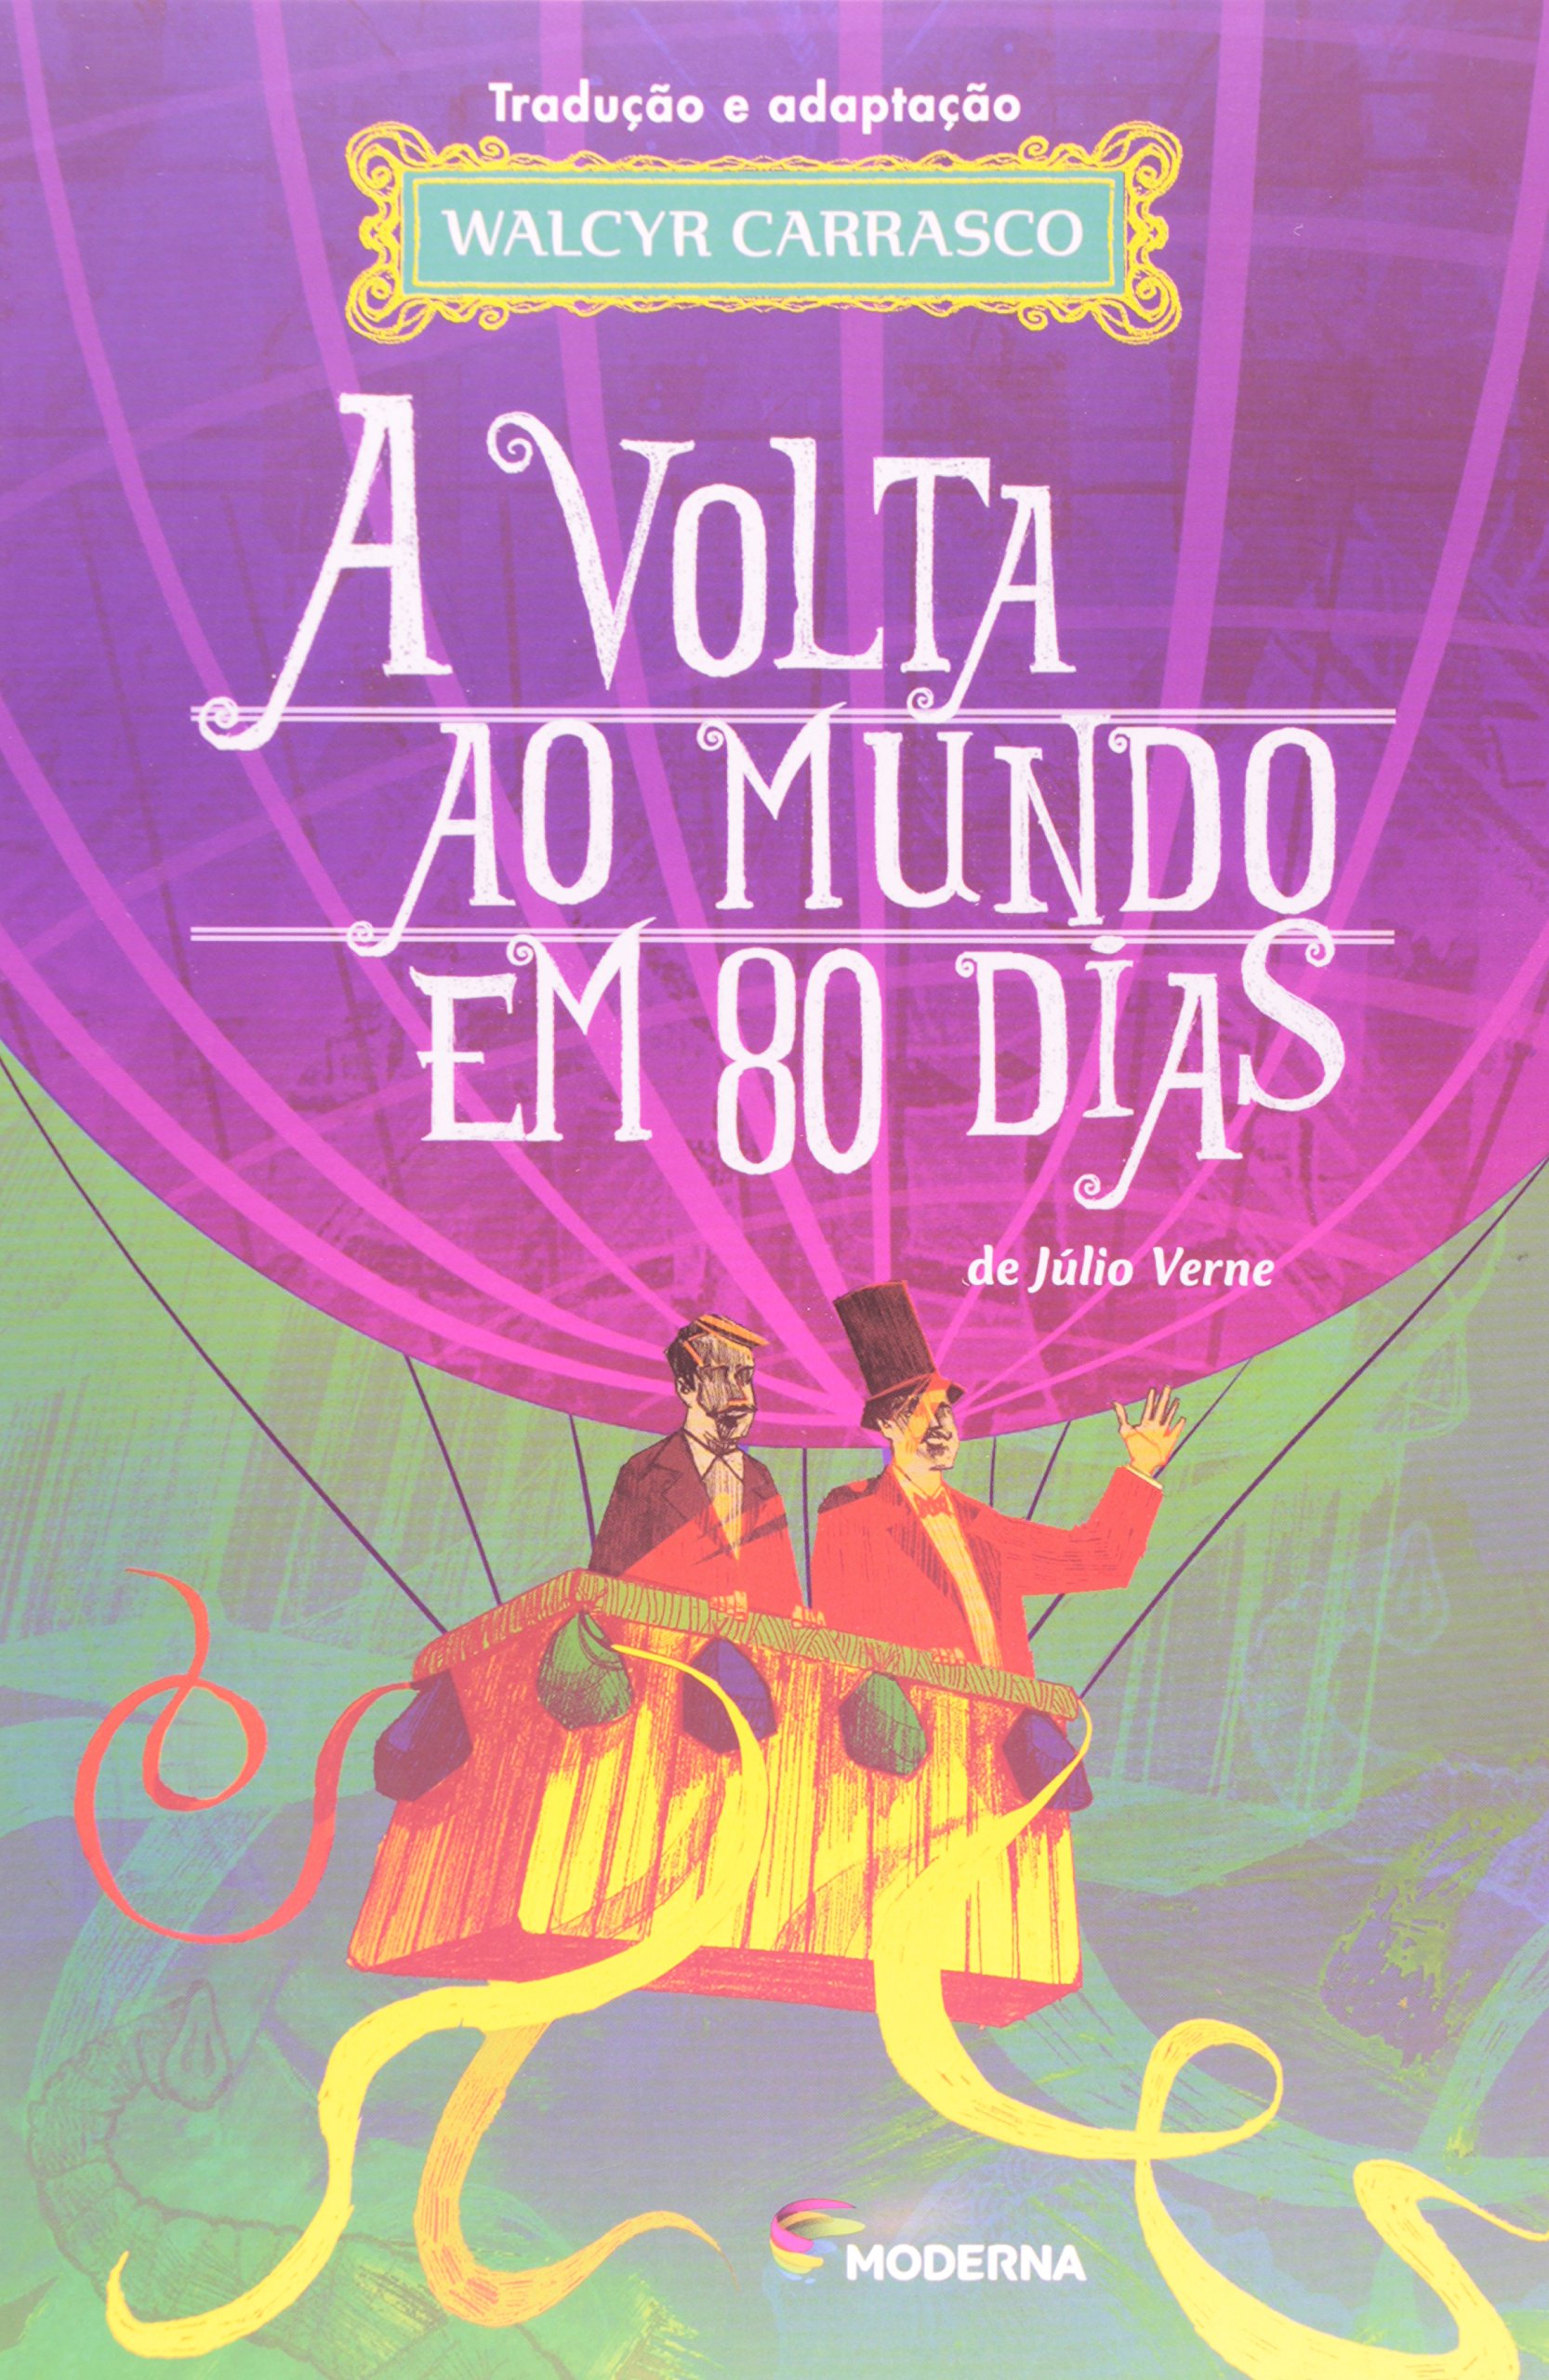 Tradução e adaptação
WALCYR CARRASCO
A VOLTA
AO MUNDO
EM 80 DIAS
de Júlio Verne
MODERNA